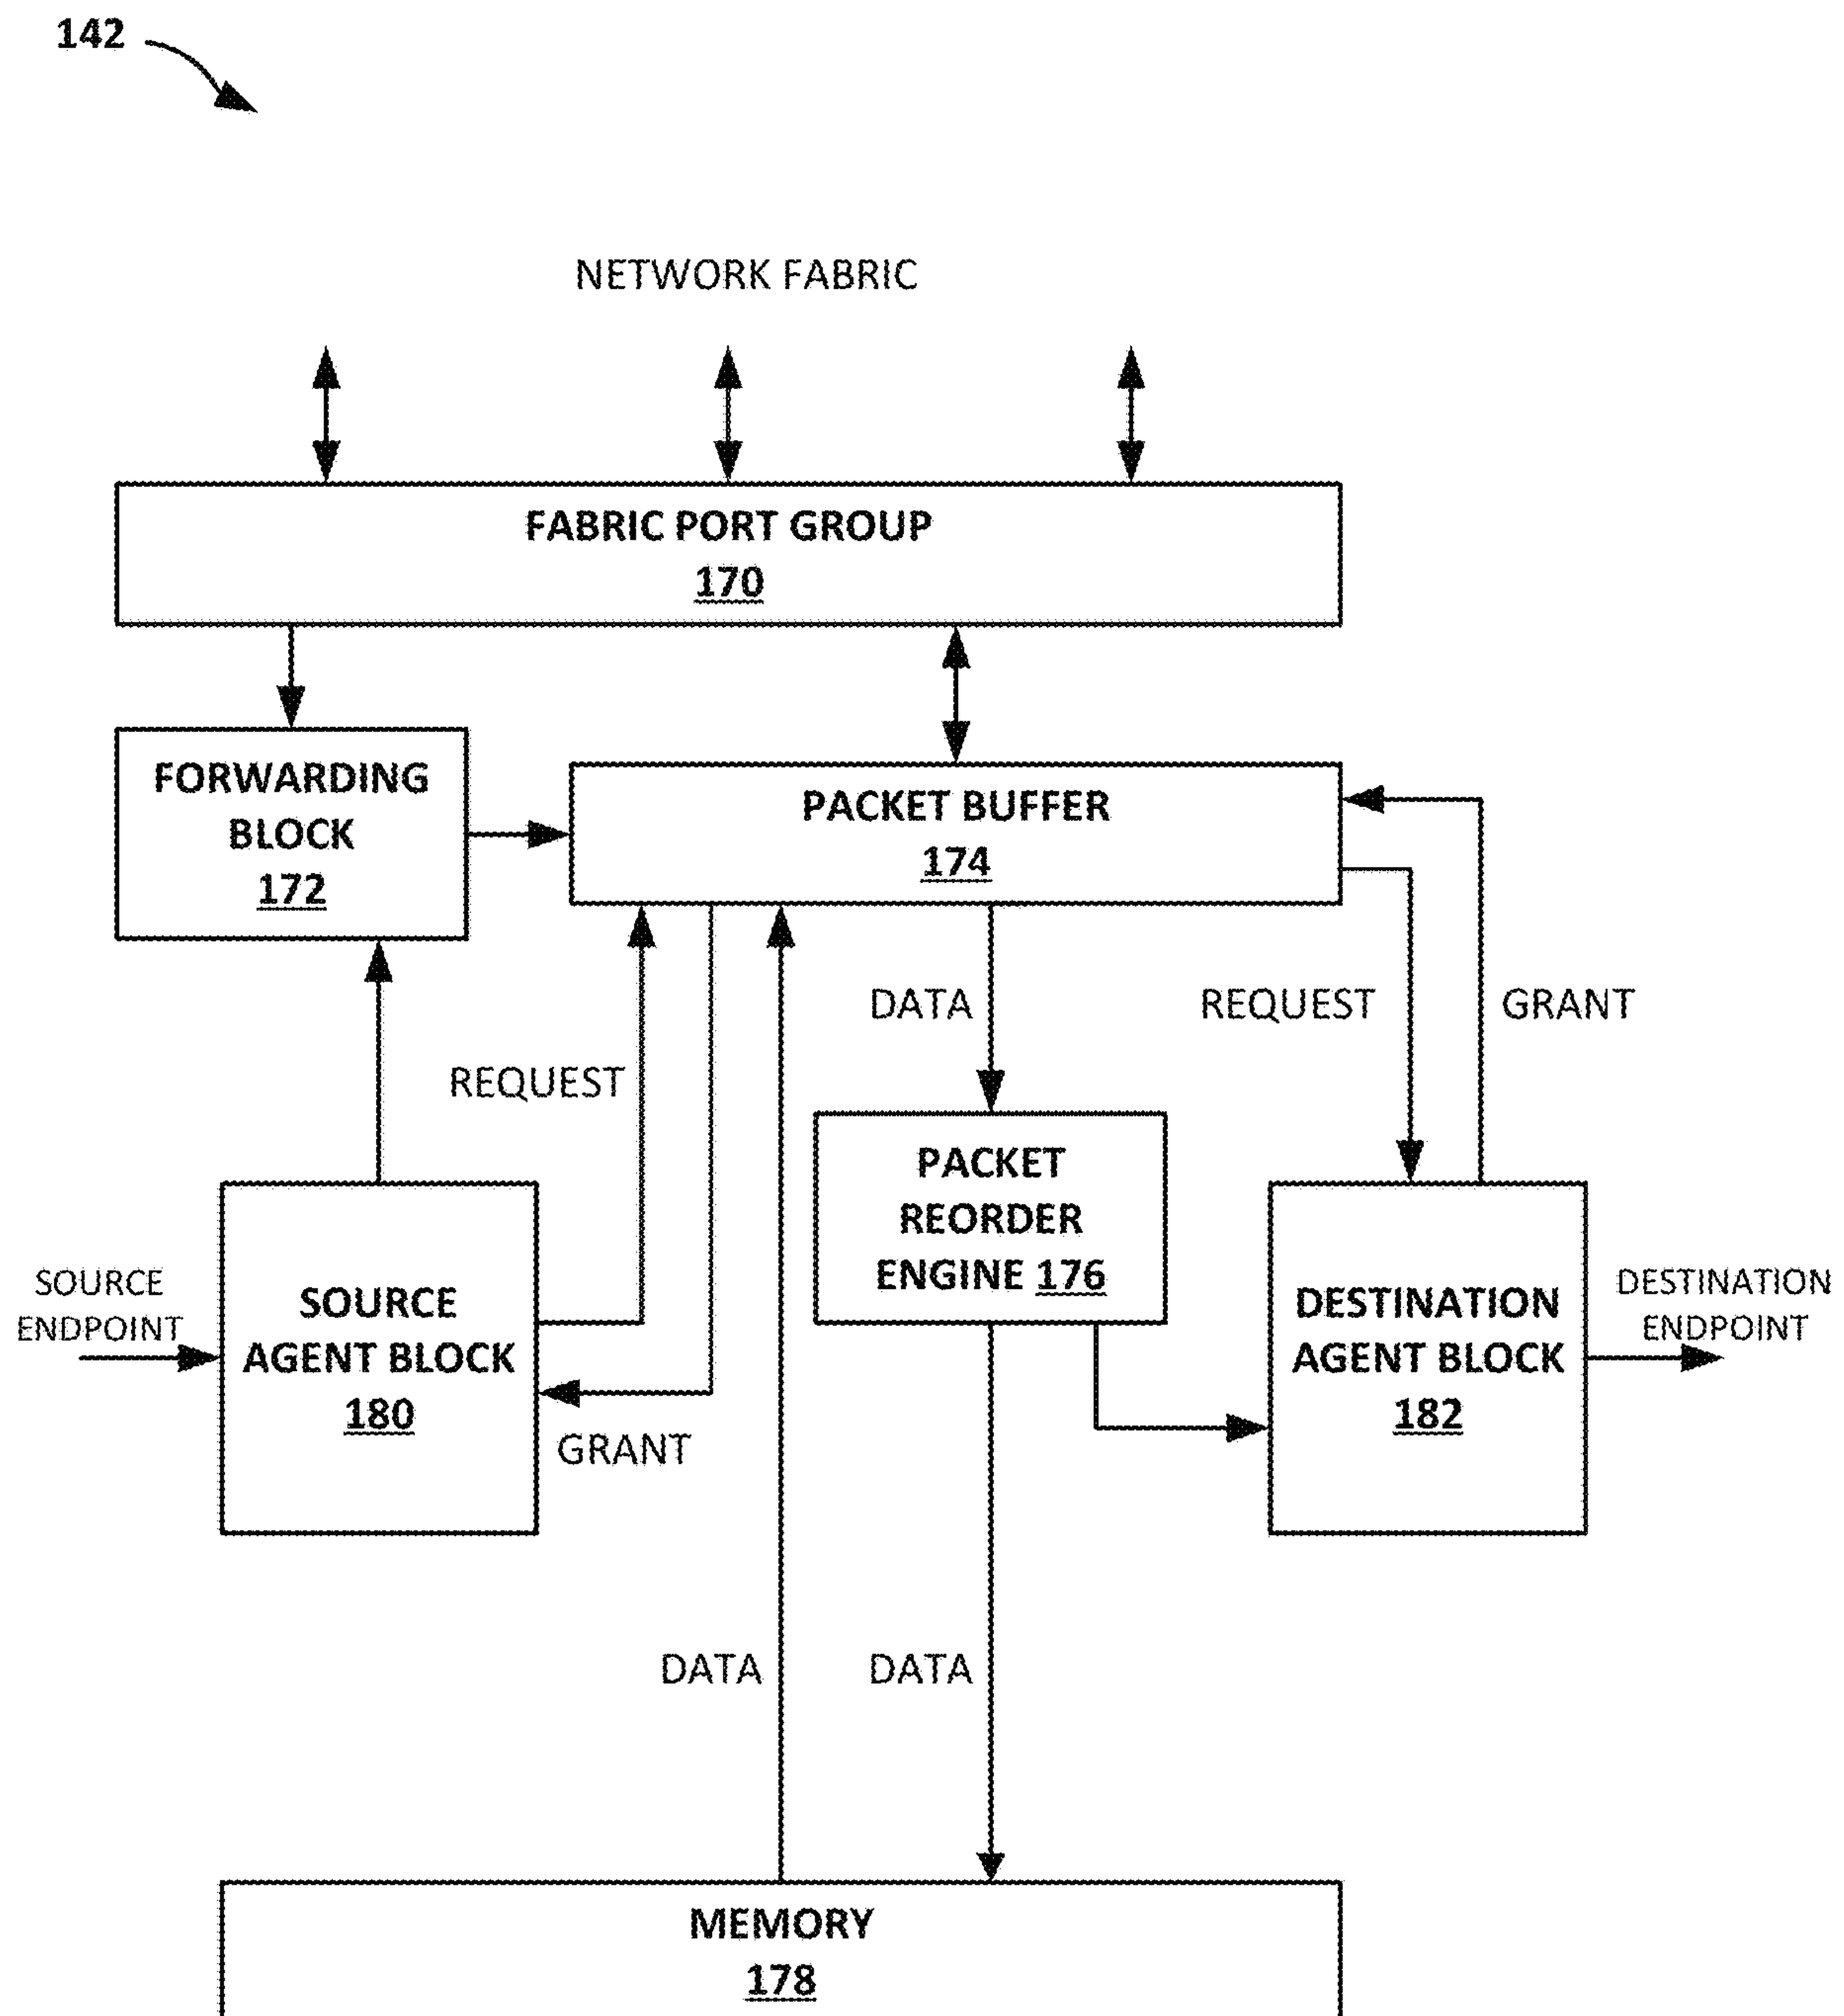 142
NETWORK FABRIC
FABRIC PORT GROUP
170
FORWARDING
BLOCK
172
PACKET BUFFER
174
DATA
REQUEST
GRANT
REQUEST
PACKET
REORDER
ENGINE 176
SOURCE
ENDPOINT
SOURCE
AGENT BLOCK
180
GRANT
DESTINATION
AGENT BLOCK
182
DESTINATION
ENDPOINT
DATA
DATA
MEMORY
178